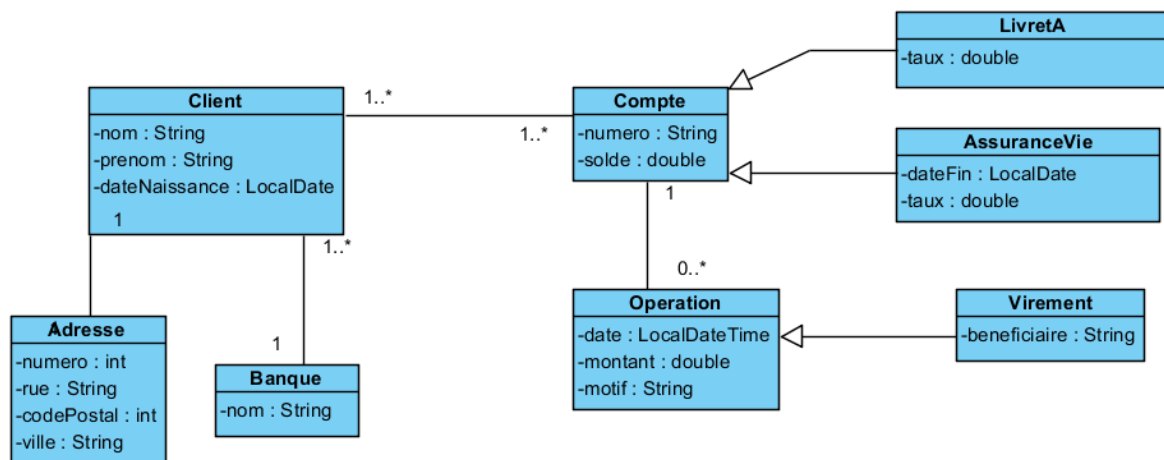 LivretA
-taux : double
Client
-nom : String
-prenom : String
-dateNaissance : LocalDate
1..*
1..*
Compte
-numero : String
-solde : double
AssuranceVie
-dateFin : LocalDate
-taux : double
1
1..*
1
0..*
Adresse
-numero : int
-rue : String
-codePostal : int
-ville : String
1
Banque
-nom : String
Operation
-date : LocalDateTime
-montant : double
-motif : String
Virement
-beneficiaire : String